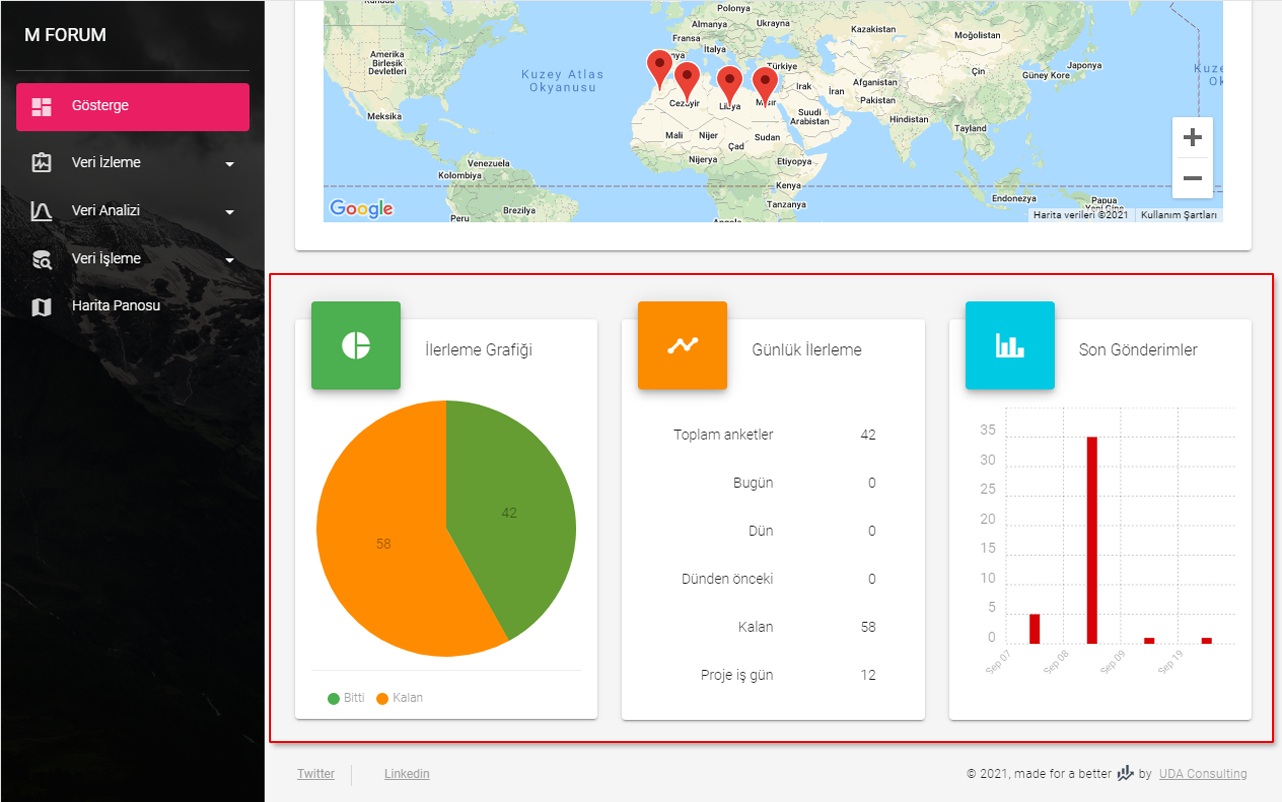 M FORUM
Gösterge
Veri İzleme
Veri Analizi
Veri İşleme
Harita Panosu
Polonya
Almanya
Ukrayna
Kazakistan
Moğolistan
Fransa
İtalya
Amerika
Birleşik
Devletleri
Kuzey Atlas
Okyanusu
Türkiye
Çin
Japonya
Güney Kore
Irak
İran
Afganistan
Pakistan
Cezayir
Libya
Mısır
Suudi
Arabistan
Hindistan
Meksika
Mali
Nijer
Sudan
Çad
Tayland
Nijerya
Etiyopya
Venezuela
Kolombiya
Kenya
Tanzanya
Endonezya
Papua
Brezilya
Peru
Angola
Google
Harita verileri ©2021
Kullanım Şartları
İlerleme Grafiği
42
58
Bitti
Kalan
Günlük İlerleme
Toplam anketler 42
Bugün 0
Dün 0
Dünden önceki 0
Kalan 58
Proje iş gün 12
Son Gönderimler
35
30
25
20
15
10
5
0
Sep 07
Sep 08
Sep 09
Sep 19
Twitter
Linkedin
© 2021, made for a better by UDA Consulting